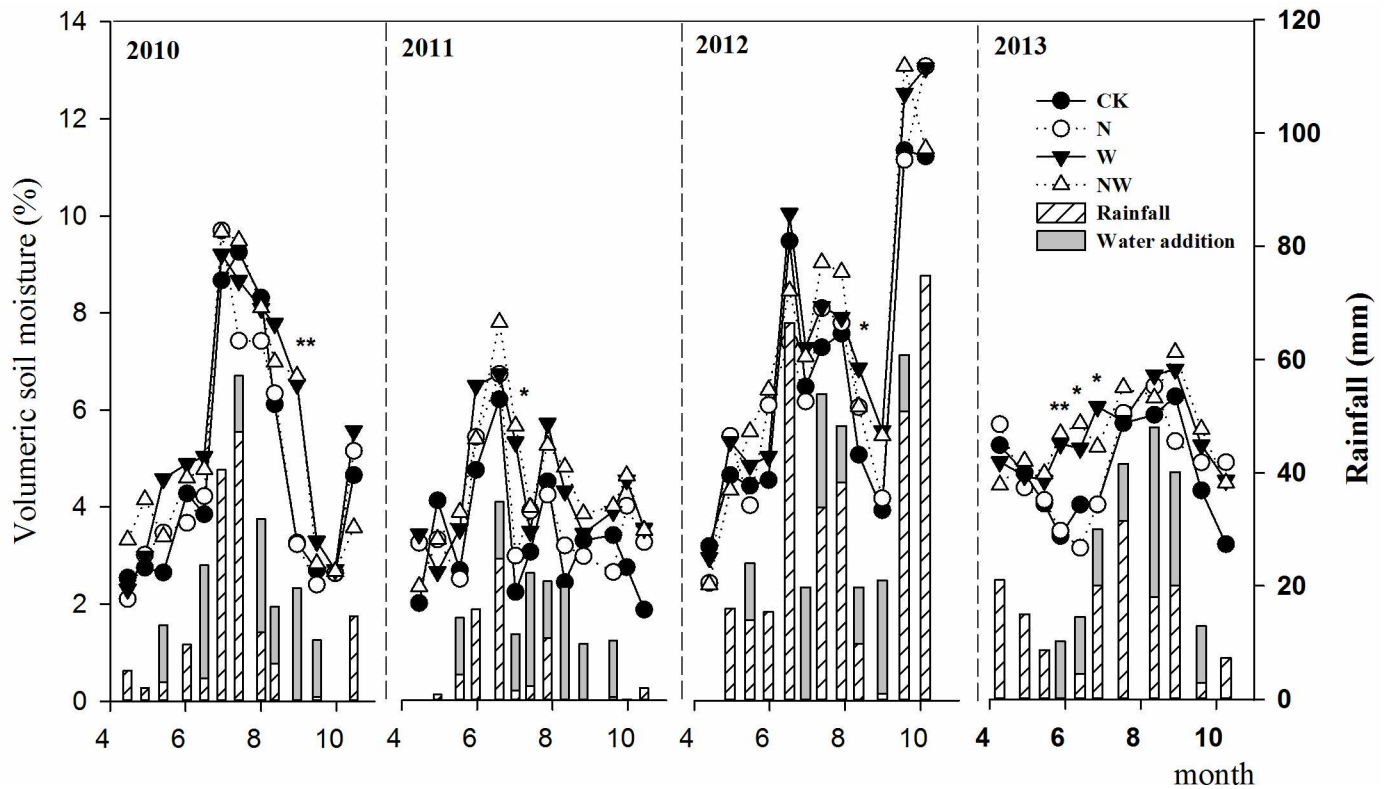 14
12
10
8
6
4
2
0
Volumeric soil moisture (%)
2010
2011
2012
2013
**
*
*
**
*
*
CK
N
W
NW
Rainfall
Water addition
120
100
80
60
40
20
0
Rainfall (mm)
4 6 8 10 4 6 8 10 4 6 8 10 4 6 8 10
month